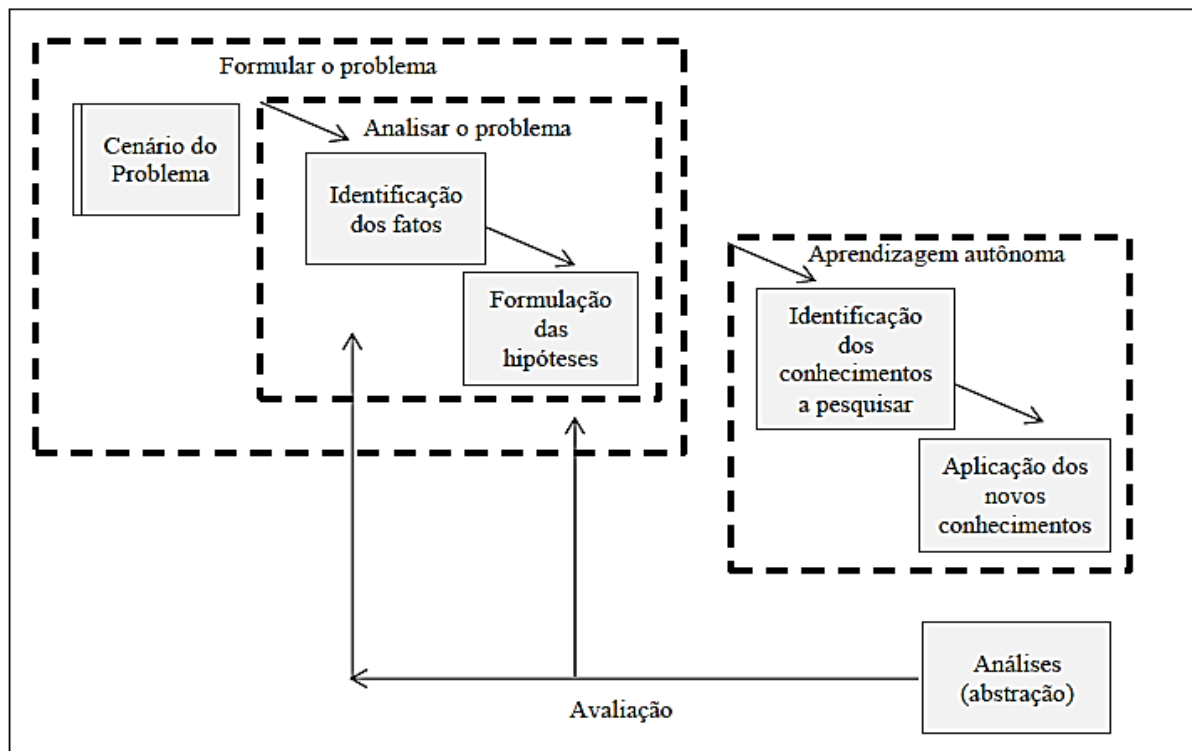 Formular o problema
Cenário do
Problema
Analisar o problema
Identificação
dos fatos
Formulação
das
hipóteses
Aprendizagem autônoma
Identificação
dos
conhecimentos
a pesquisar
Aplicação dos
novos
conhecimentos
Análises
(abstração)
Avaliação